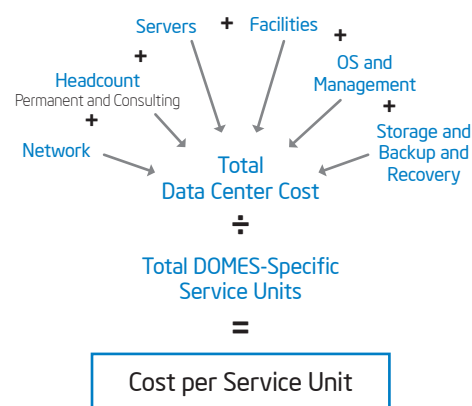 Servers + Facilities
+
+
Headcount
Permanent and Consulting
OS and
Management
+
+
Network
Storage and
Backup and
Recovery
Total
Data Center Cost
÷
Total DOMES-Specific
Service Units
=
Cost per Service Unit